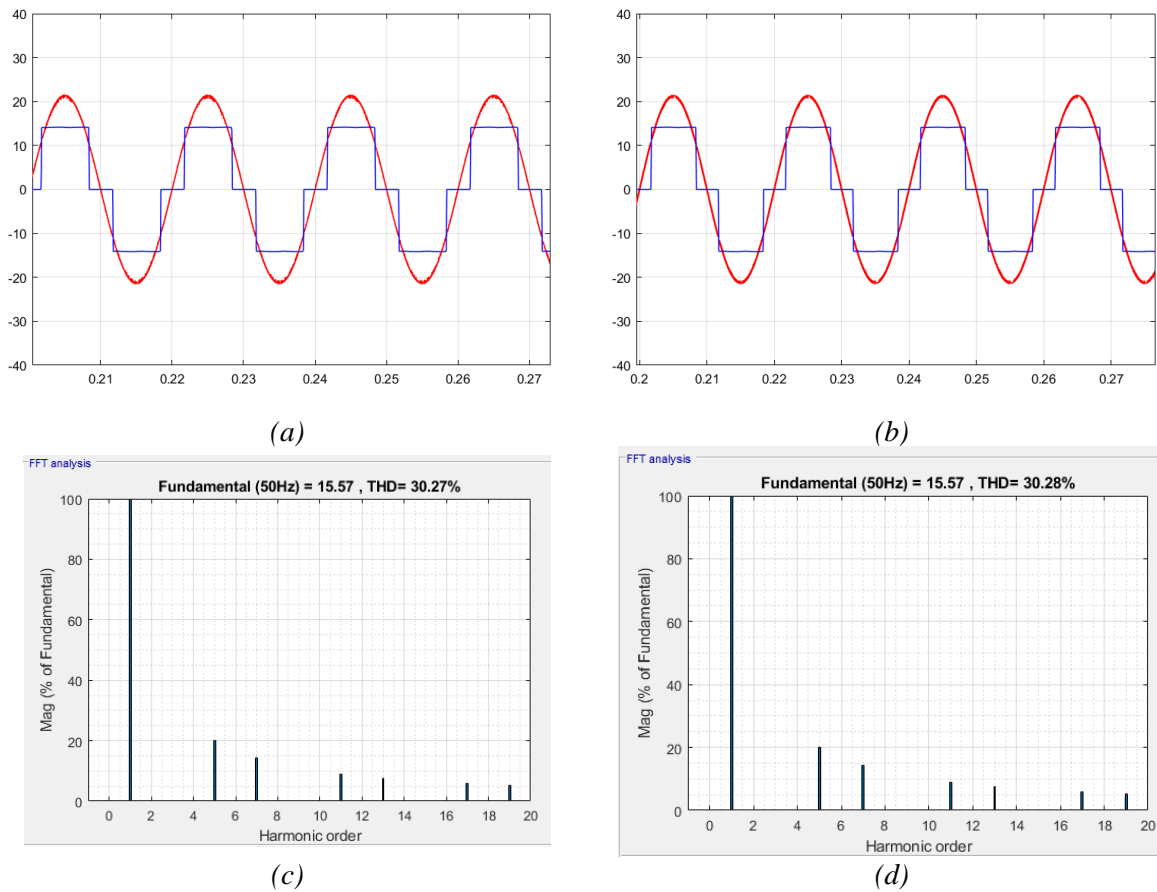 40
30
20
10
0
-10
-20
-30
-40
0.21 0.22 0.23 0.24 0.25 0.26 0.27
(a)
40
30
20
10
0
-10
-20
-30
-40
0.2 0.21 0.22 0.23 0.24 0.25 0.26 0.27
(b)
FFT analysis
Fundamental (50Hz) = 15.57 , THD= 30.27%
Mag (% of Fundamental)
100
80
60
40
20
0
0 2 4 6 8 10 12 14 16 18 20
Harmonic order
(c)
FFT analysis
Fundamental (50Hz) = 15.57 , THD= 30.28%
Mag (% of Fundamental)
100
80
60
40
20
0
0 2 4 6 8 10 12 14 16 18 20
Harmonic order
(d)